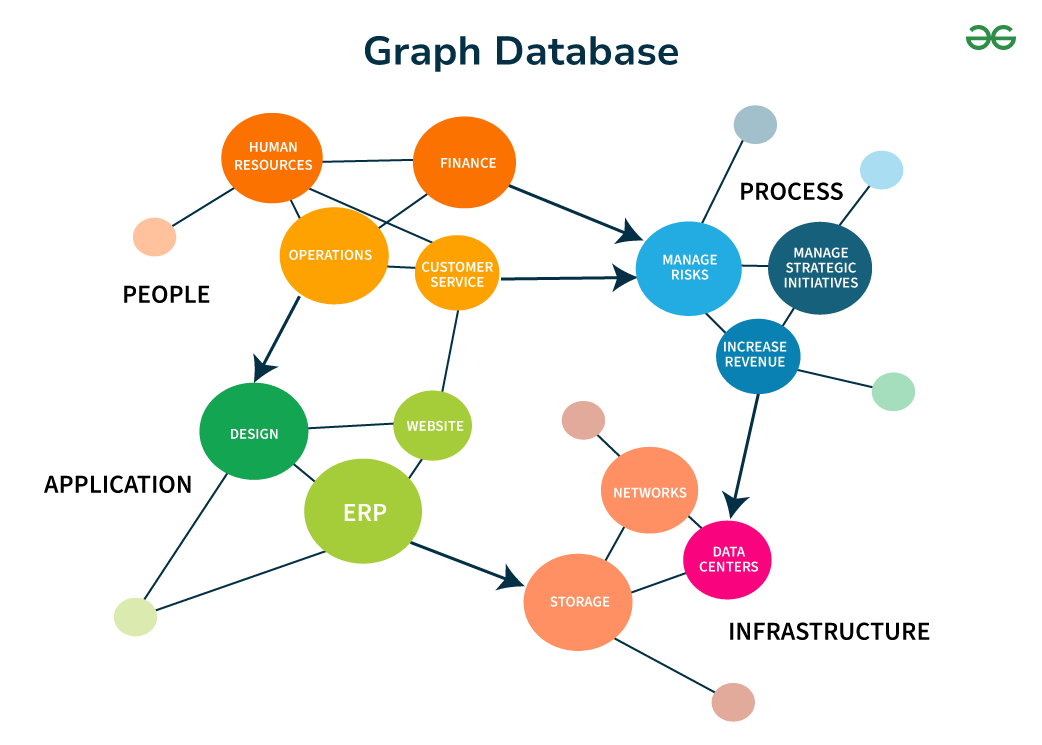 Graph Database
HUMAN
RESOURCES
FINANCE
PROCESS
OPERATIONS
CUSTOMER
SERVICE
MANAGE
RISKS
MANAGE
STRATEGIC
INITIATIVES
PEOPLE
INCREASE
REVENUE
DESIGN
WEBSITE
APPLICATION
ERP
NETWORKS
DATA
CENTERS
STORAGE
INFRASTRUCTURE